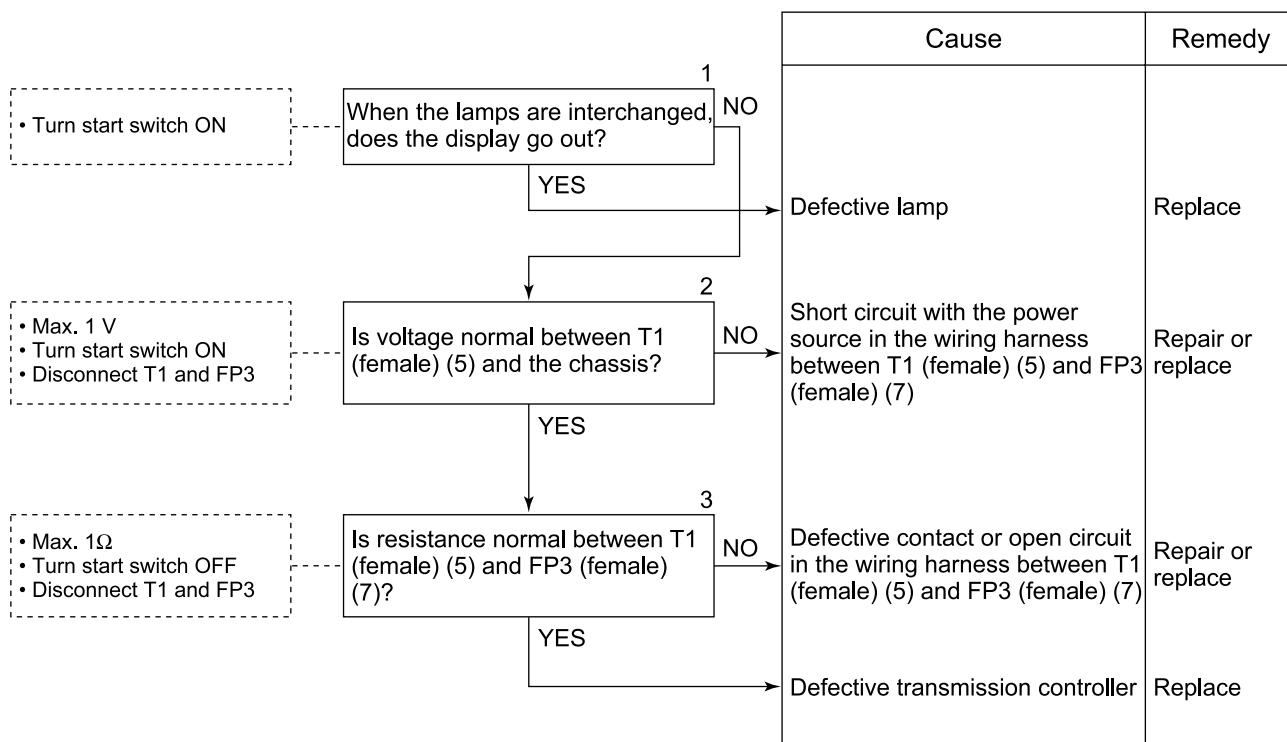 Cause
Remedy
1
• Turn start switch ON
When the lamps are interchanged,
does the display go out?
NO
YES
Defective lamp
Replace
2
• Max. 1 V
• Turn start switch ON
• Disconnect T1 and FP3
Is voltage normal between T1
(female) (5) and the chassis?
NO
Short circuit with the power
source in the wiring harness
between T1 (female) (5) and FP3
(female) (7)
Repair or
replace
YES
3
• Max. 1Ω
• Turn start switch OFF
• Disconnect T1 and FP3
Is resistance normal between T1
(female) (5) and FP3 (female)
(7)?
NO
Defective contact or open circuit
in the wiring harness between T1
(female) (5) and FP3 (female) (7)
Repair or
replace
YES
Defective transmission controller
Replace